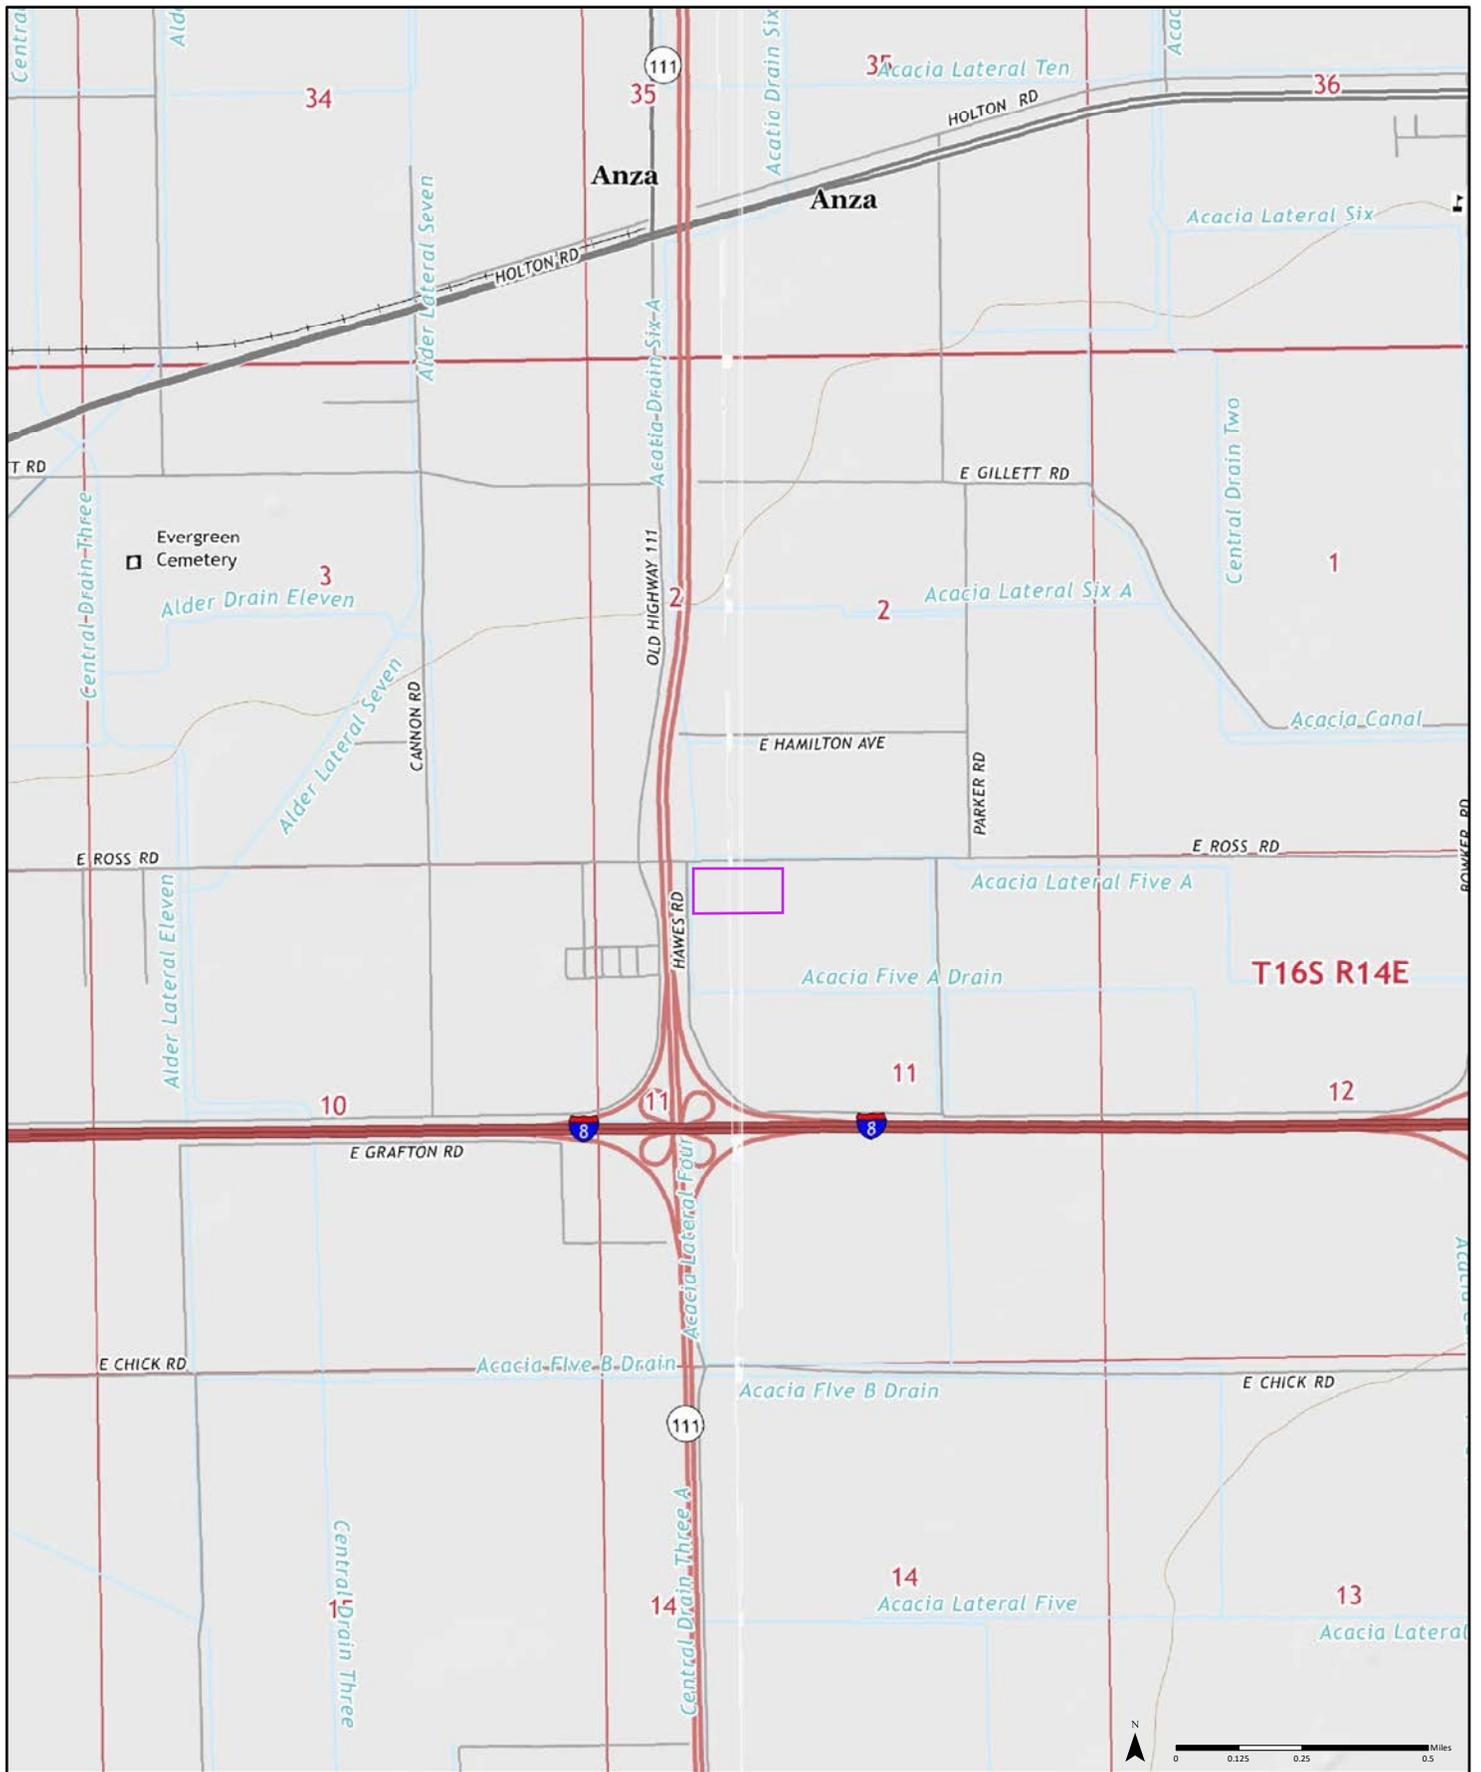 Central
Alde
111
Acatia Drain Six
35
Acacia Lateral Ten
Acac
34
35
HOLTON RD
36
Anza
Anza
Alder Lateral Seven
Acacia Lateral Six
HOLTON RD
Acatia Drain Six A
Central Drain Two
T RD
E GILLETT RD
Central Drain Three
Evergreen
Cemetery
OLD HIGHWAY 111
3
1
Alder Drain Eleven
2
2
Acacia Lateral Six A
Alder Lateral Seven
CANNON RD
Acacia Canal
E HAMILTON AVE
PARKER RD
BOWKER RD
E ROSS RD
E ROSS RD
Alder Lateral Eleven
HAWES RD
Acacia Lateral Five A
Acacia Five A Drain
T16S R14E
10
11
11
12
8
8
E GRAFTON RD
Acacia Lateral Four
E CHICK RD
Acacia FIve B Drain
Acacia FIve B Drain
E CHICK RD
111
Central Drain Three
Central Drain Three A
14
14
Acacia Lateral Five
13
Acacia Lateral
N
Miles
0 0.125 0.25 0.5